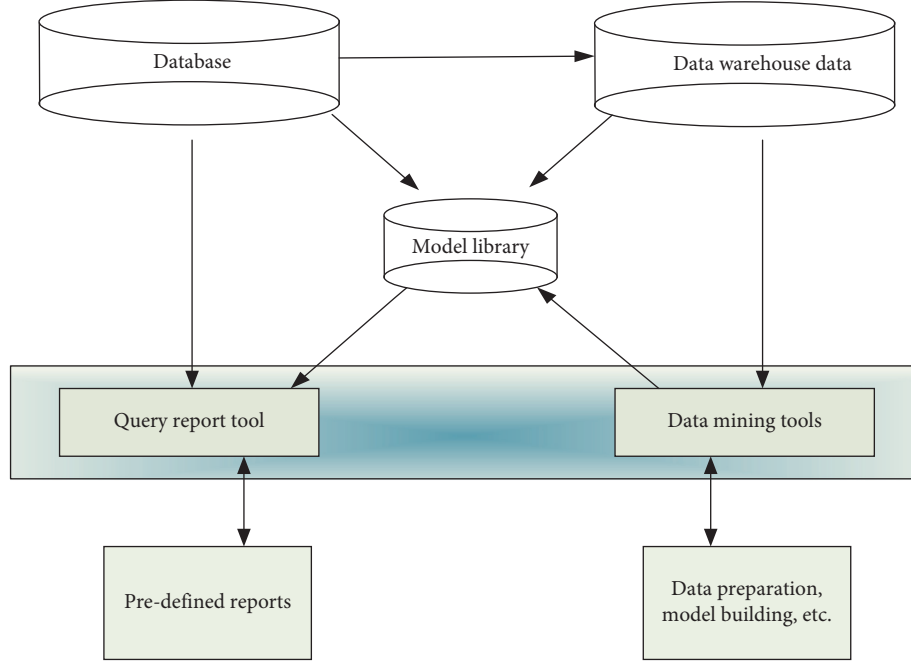 Database
Data warehouse data
Model library
Query report tool
Data mining tools
Pre-defined reports
Data preparation,
model building, etc.